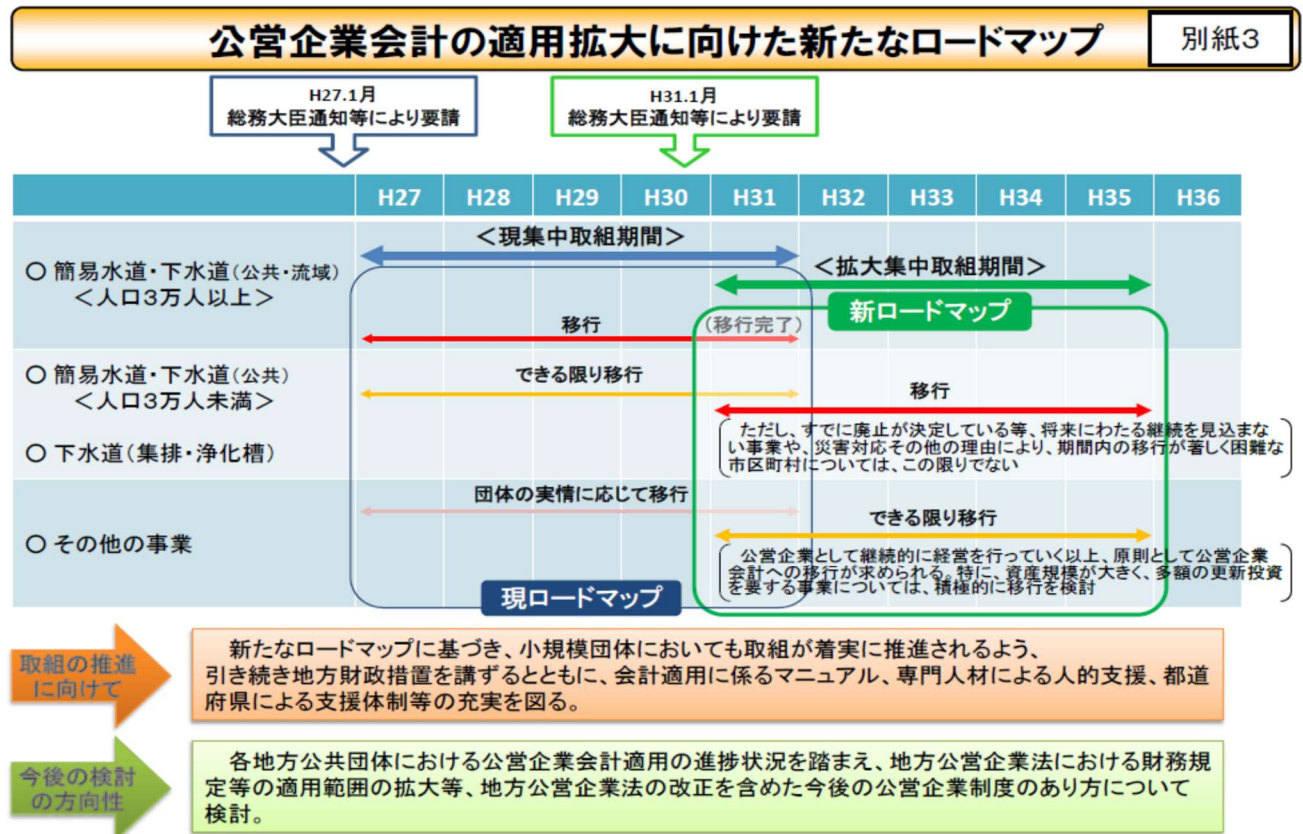 公営企業会計の適用拡大に向けた新たなロードマップ
別紙3
H27.1月
総務大臣通知等により要請
H31.1月
総務大臣通知等により要請
H27 H28 H29 H30 H31 H32 H33 H34 H35 H36
○ 簡易水道・下水道(公共・流域)
＜人口3万人以上＞
＜現集中取組期間＞
＜拡大集中取組期間＞
新ロードマップ
移行
(移行完了)
○ 簡易水道・下水道(公共)
＜人口3万人未満＞
○ 下水道(集排・浄化槽)
できる限り移行
移行
ただし、すでに廃止が決定している等、将来にわたる継続を見込まな
い事業や、災害対応その他の理由により、期間内の移行が著しく困難な
市区町村については、この限りでない
○ その他の事業
団体の実情に応じて移行
できる限り移行
公営企業として継続的に経営を行っていく以上、原則として公営企業
会計への移行が求められる。特に、資産規模が大きく、多額の更新投資
を要する事業については、積極的に移行を検討
現ロードマップ
取組の推進
に向けて
新たなロードマップに基づき、小規模団体においても取組が着実に推進されるよう、
引き続き地方財政措置を講ずるとともに、会計適用に係るマニュアル、専門人材による人的支援、都道
府県による支援体制等の充実を図る。
今後の検討
の方向性
各地方公共団体における公営企業会計適用の進捗状況を踏まえ、地方公営企業法における財務規
定等の適用範囲の拡大等、地方公営企業法の改正を含めた今後の公営企業制度のあり方について
検討。